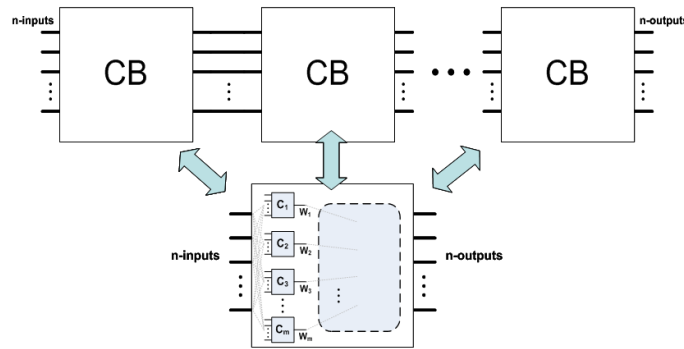 n-inputs
n-outputs
CB
CB
CB
n-inputs
n-outputs
C1
W1
C2
W2
C3
W3
Cm
Wm